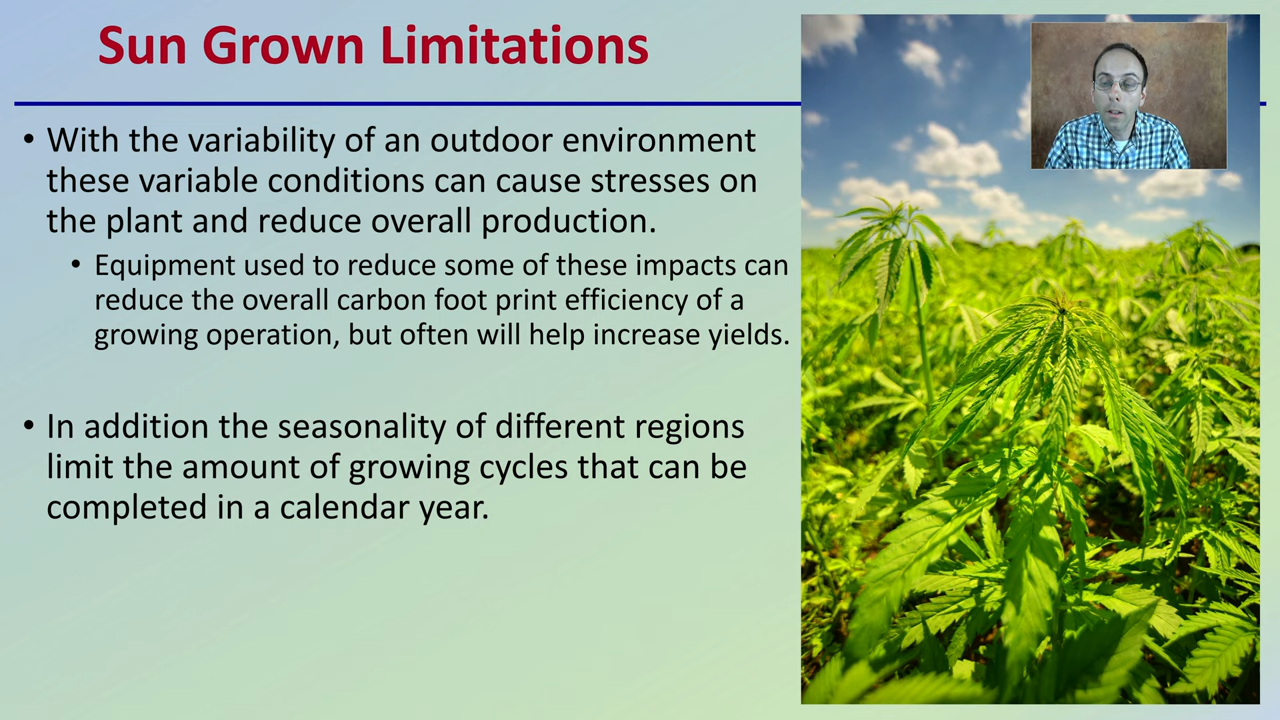 Sun Grown Limitations
• With the variability of an outdoor environment
these variable conditions can cause stresses on
the plant and reduce overall production.
• Equipment used to reduce some of these impacts can
reduce the overall carbon foot print efficiency of a
growing operation, but often will help increase yields.
• In addition the seasonality of different regions
limit the amount of growing cycles that can be
completed in a calendar year.